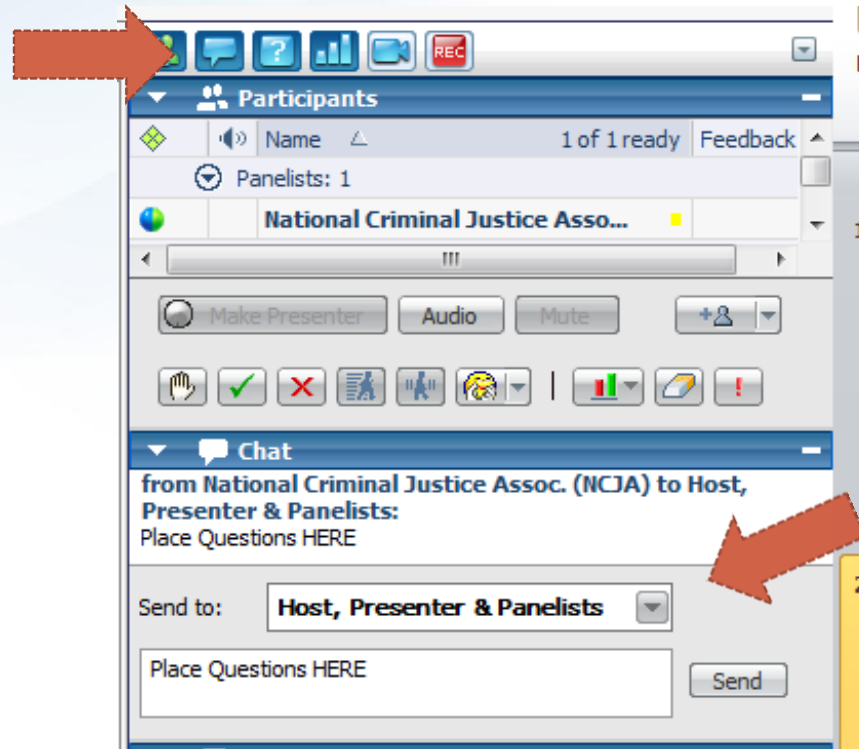 REC
Participants
Name 1 of 1 ready Feedback
Panelists: 1
National Criminal Justice Asso...
Make Presenter Audio Mute
Chat
from National Criminal Justice Assoc. (NCJA) to Host,
Presenter & Panelists:
Place Questions HERE
Send to: Host, Presenter & Panelists
Place Questions HERE
Send